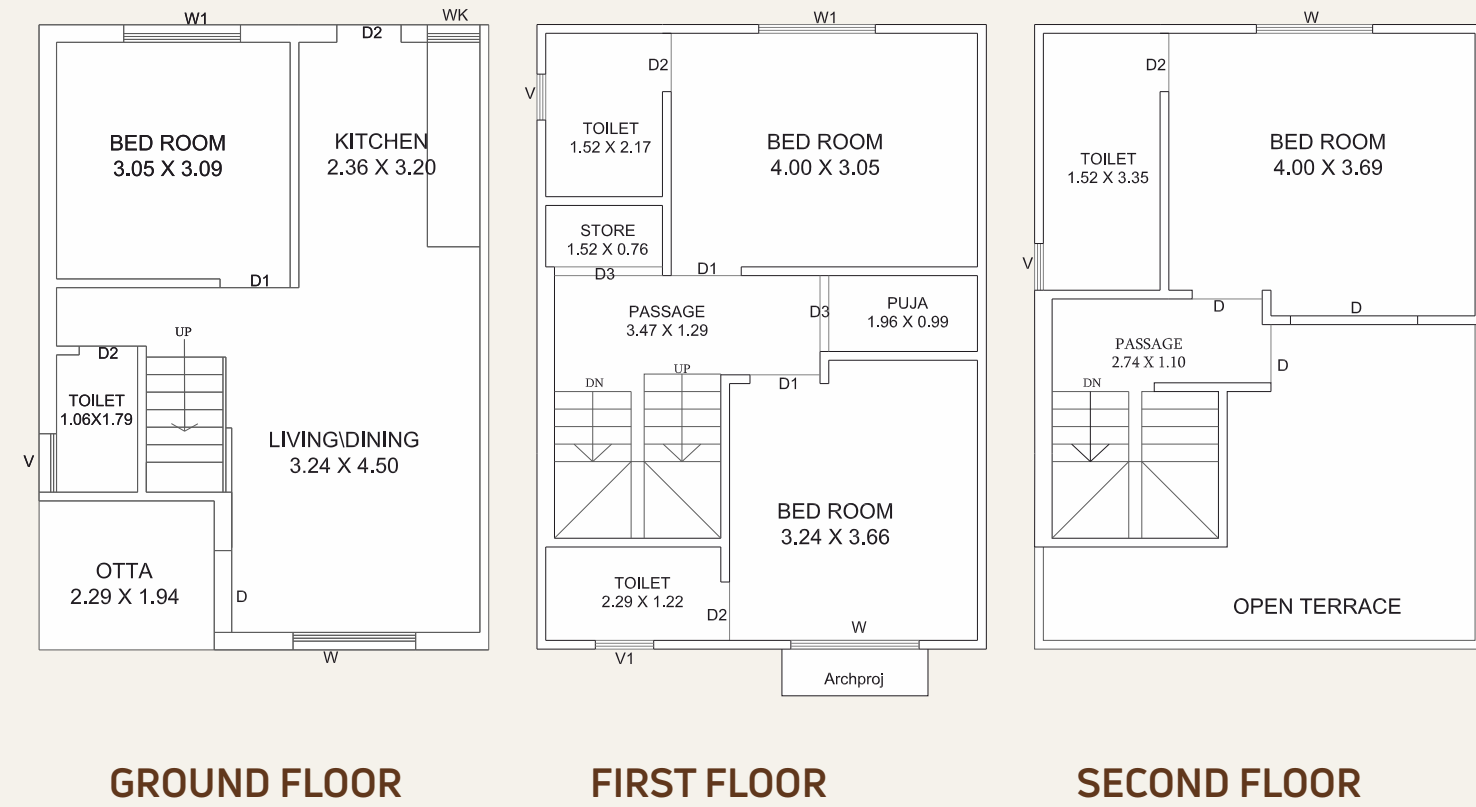 W1
WK
D2
BED ROOM
3.05 X 3.09
KITCHEN
2.36 X 3.20
D1
UP
D2
TOILET
1.06X1.79
LIVING\DINING
3.24 X 4.50
V
OTTA
2.29 X 1.94
D
W
GROUND FLOOR
W1
D2
V
TOILET
1.52 X 2.17
BED ROOM
4.00 X 3.05
STORE
1.52 X 0.76
D3
D1
PASSAGE
3.47 X 1.29
D3
PUJA
1.96 X 0.99
DN
UP
D1
BED ROOM
3.24 X 3.66
TOILET
2.29 X 1.22
D2
W
V1
Archproj
FIRST FLOOR
W
D2
BED ROOM
4.00 X 3.69
TOILET
1.52 X 3.35
V
D
D
PASSAGE
2.74 X 1.10
D
DN
OPEN TERRACE
SECOND FLOOR